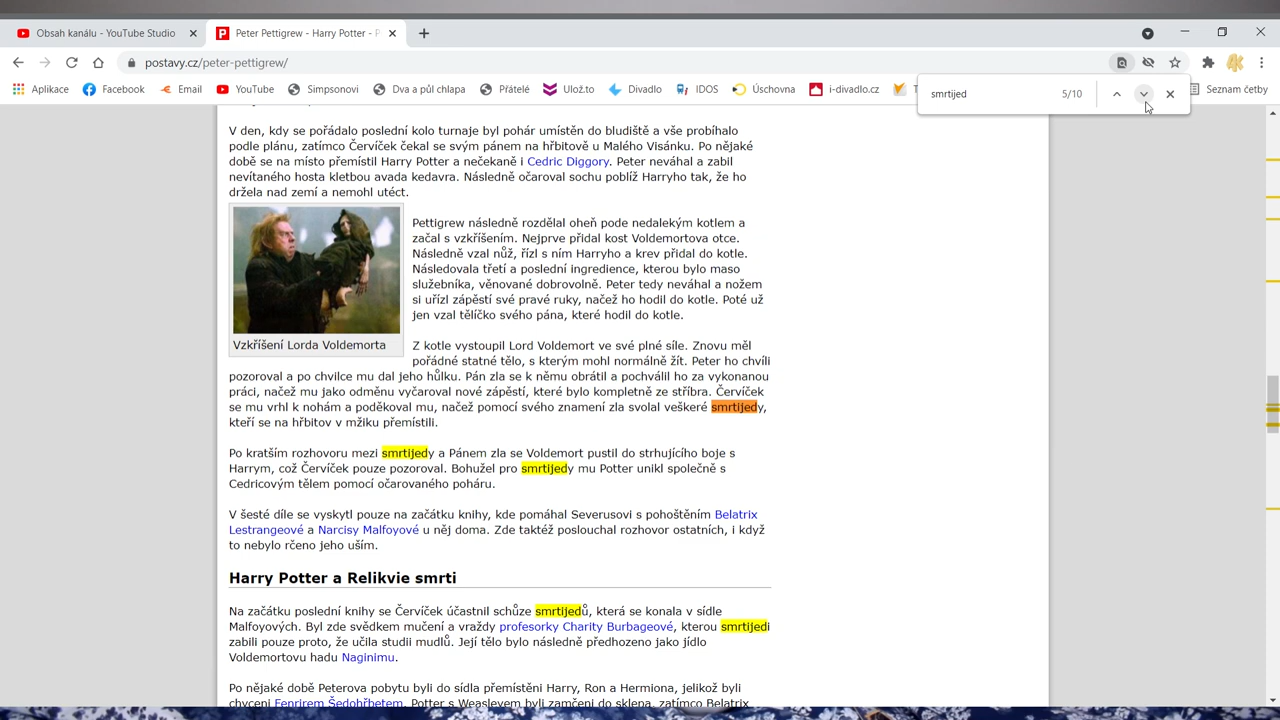 Obsah kanálu - YouTube Studio
Peter Pettigrew - Harry Potter - P
postavy.cz/peter-pettigrew/
Aplikace Facebook Email YouTube Simpsonovi Dva a půl chlapa Přátelé Ulož.to Divadlo IDOS Úschovna i-divadlo.cz Seznam četby
smrtijed 5/10
V den, kdy se pořádalo poslední kolo turnaje byl pohár umístěn do bludiště a vše probíhalo
podle plánu, zatímco Červíček čekal se svým pánem na hřbitově u Malého Visánku. Po nějaké
době se na místo přemístil Harry Potter a nečekaně i Cedric Diggory. Peter neváhal a zabil
nevítaného hosta kletbou avada kedavra. Následně očaroval sochu poblíž Harryho tak, že ho
držela nad zemí a nemohl utéct.
Pettigrew následně rozdělal oheň pode nedalekým kotlem a
začal s vzkříšením. Nejprve přidal kost Voldemortova otce.
Následně vzal nůž, řízl s ním Harryho a krev přidal do kotle.
Následovala třetí a poslední ingredience, kterou bylo maso
služebníka, věnované dobrovolně. Peter tedy neváhal a nožem
si uřízl zápěstí své pravé ruky, načež ho hodil do kotle. Poté už
jen vzal tělíčko svého pána, které hodil do kotle.
Vzkříšení Lorda Voldemorta
Z kotle vystoupil Lord Voldemort ve své plné síle. Znovu měl
pořádné statné tělo, s kterým mohl normálně žít. Peter ho chvíli
pozoroval a po chvilce mu dal jeho hůlku. Pán zla se k němu obrátil a pochválil ho za vykonanou
práci, načež mu jako odměnu vyčaroval nové zápěstí, které bylo kompletně ze stříbra. Červíček
se mu vrhl k nohám a poděkoval mu, načež pomocí svého znamení zla svolal veškeré smrtijedy,
kteří se na hřbitov v mžiku přemístili.
Po kratším rozhovoru mezi smrtijedy a Pánem zla se Voldemort pustil do strhujícího boje s
Harrym, což Červíček pouze pozoroval. Bohužel pro smrtijedy mu Potter unikl společně s
Cedricovým tělem pomocí očarovaného poháru.
V šesté díle se vyskytl pouze na začátku knihy, kde pomáhal Severusovi s pohoštěním Belatrix
Lestrangeové a Narcisy Malfoyové u něj doma. Zde taktéž poslouchal rozhovor ostatních, i když
to nebylo rčeno jeho uším.
Harry Potter a Relikvie smrti
Na začátku poslední knihy se Červíček účastnil schůze smrtijedů, která se konala v sídle
Malfoyových. Byl zde svědkem mučení a vraždy profesorky Charity Burbageové, kterou smrtijedi
zabili pouze proto, že učila studii mudlů. Její tělo bylo následně předhozeno jako jídlo
Voldemortovu hadu Naginimu.
Po nějaké době Peterova pobytu byli do sídla přemístěni Harry, Ron a Hermiona, jelikož byli
chyceni Fenrirem Šedohřbetem. Potter s Weaslevem byli zamčeni do sklepa, zatímco Belatrix